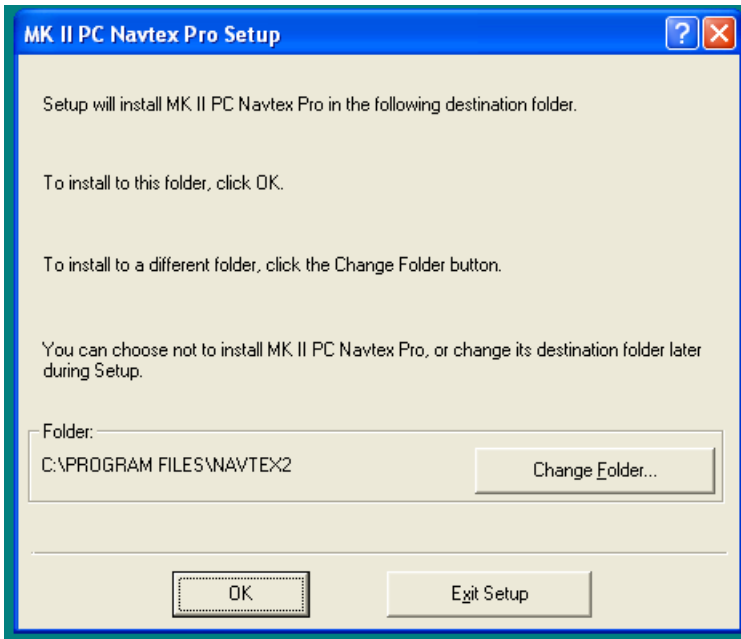 MK II PC Navtex Pro Setup
?
Setup will install MK II PC Navtex Pro in the following destination folder.
To install to this folder, click OK.
To install to a different folder, click the Change Folder button.
You can choose not to install MK II PC Navtex Pro, or change its destination folder later
during Setup.
Folder:
C:\PROGRAM FILES\NAVTEX2
Change Folder...
OK
Exit Setup